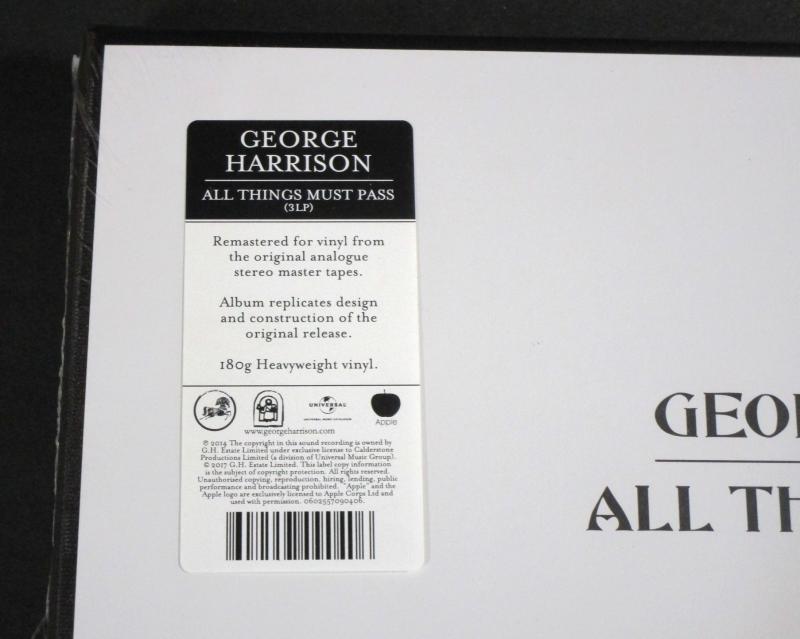 GEORGE
HARRISON
ALL THINGS MUST PASS
(3LP)
Remastered for vinyl from
the original analogue
stereo master tapes.
Album replicates design
and construction of the
original release.
180g Heavyweight vinyl.
UNIVERSAL
UNIVERSAL MUSIC CATALOGUE
Apple
www.georgeharrison.com
℗ 2014 The copyright in this sound recording is owned by
G.H. Estate Limited under exclusive license to Calderstone
Productions Limited (a division of Universal Music Group).
© 2017 G.H. Estate Limited. This label copy information
is the subject of copyright protection. All rights reserved.
Unauthorised copying, reproduction, hiring, lending, public
performance and broadcasting prohibited. "Apple" and the
Apple logo are exclusively licensed to Apple Corps Ltd and
used with permission. 0602557090406.
GEO
ALL TH